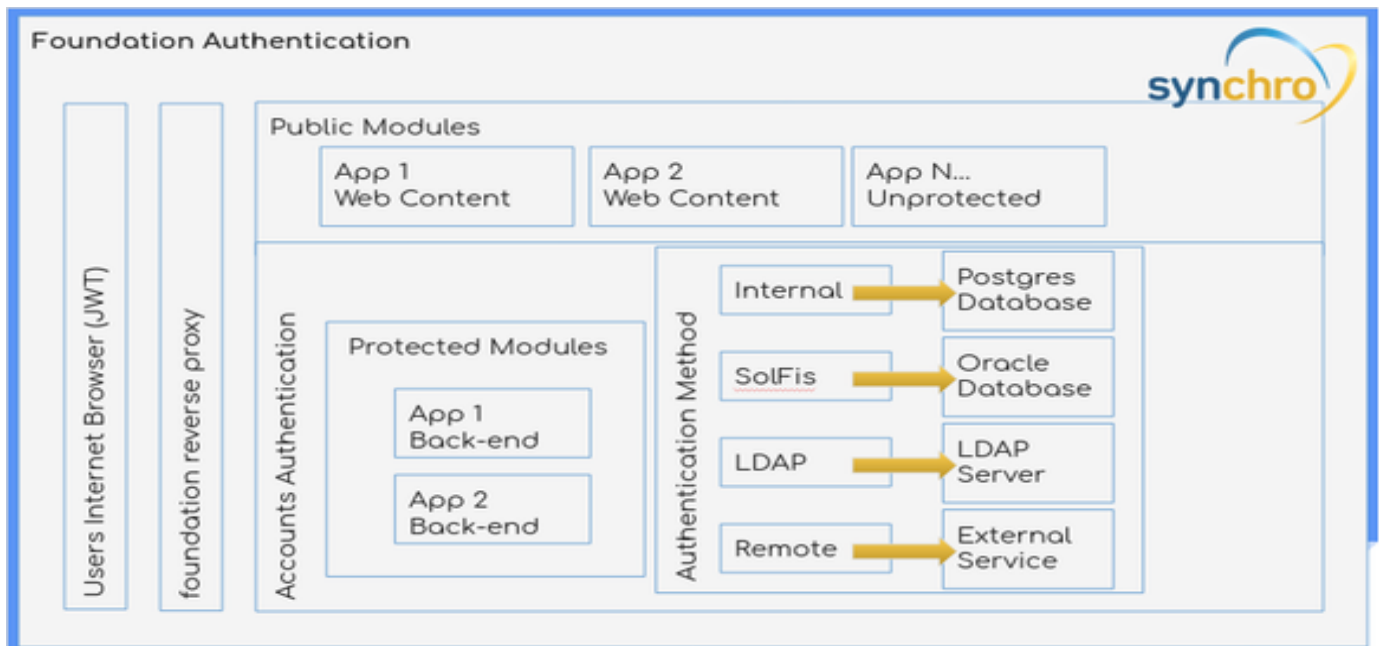 Foundation Authentication
synchro
Users Internet Browser (JWT)
foundation reverse proxy
Public Modules
App 1
Web Content
App 2
Web Content
App N...
Unprotected
Accounts Authentication
Protected Modules
App 1
Back-end
App 2
Back-end
Authentication Method
Internal
Postgres
Database
SolFis
Oracle
Database
LDAP
LDAP
Server
Remote
External
Service